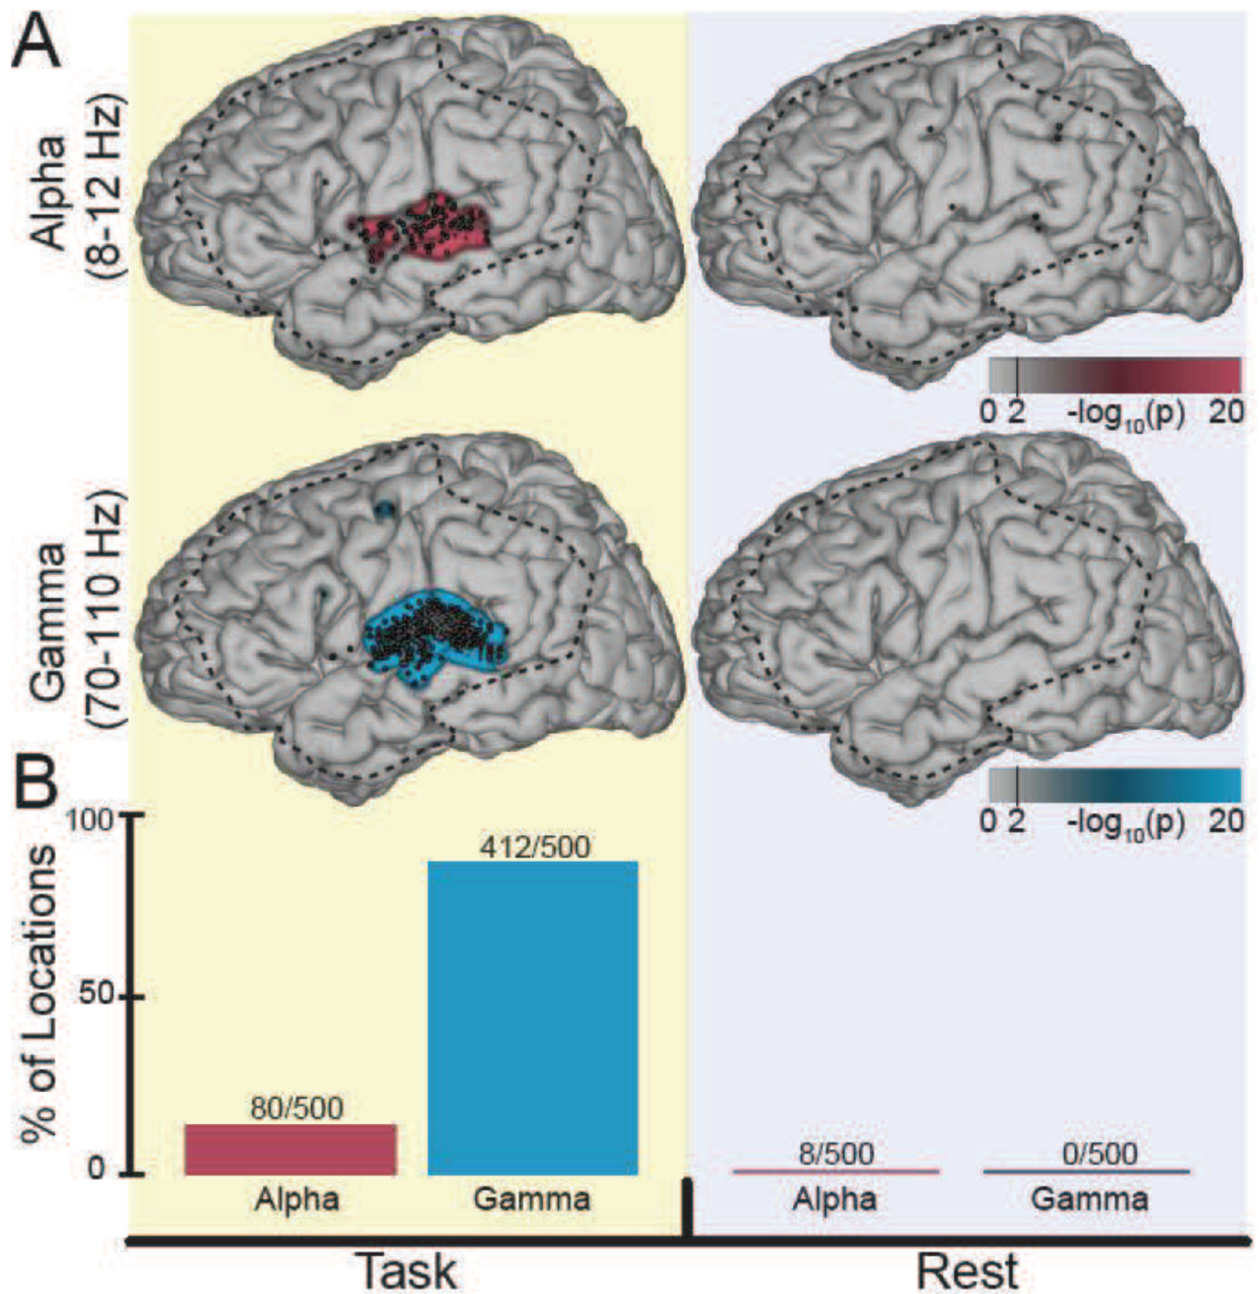 A
Alpha
(8-12 Hz)
0 2 -log10(p) 20
Gamma
(70-110 Hz)
0 2 -log10(p) 20
B
% of Locations
100
50
0
80/500
412/500
8/500
0/500
Alpha
Gamma
Alpha
Gamma
Task
Rest